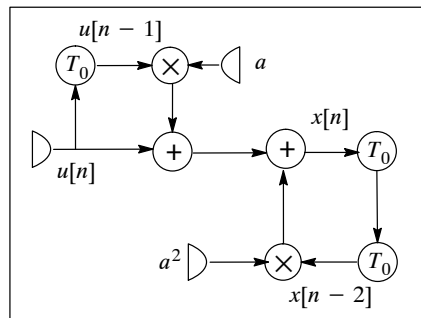 u[n − 1]
T₀ × a
x[n]
+ + T₀
u[n]
a² × T₀
x[n − 2]